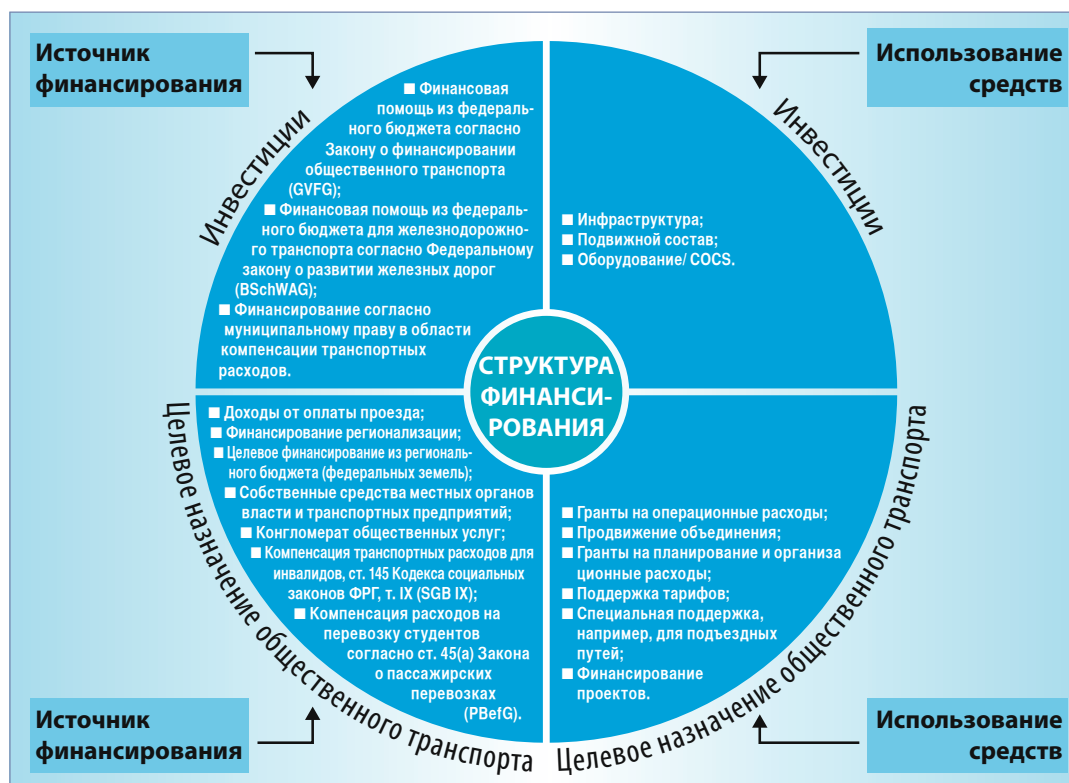 Источник
финансирования
Использование
средств
Инвестиции
Инвестиции
■ Финансовая
помощь из федераль-
ного бюджета согласно
Закону о финансировании
общественного транспорта
(GVFG);
■ Финансовая помощь из федераль-
ного бюджета для железнодорожно-
го транспорта согласно Федеральному
закону о развитии железных дорог
(BSchWAG);
■ Финансирование согласно
муниципальному праву в области
компенсации транспортных
расходов.
■ Инфраструктура;
■ Подвижной состав;
■ Оборудование/ COCS.
СТРУКТУРА
ФИНАНСИ-
РОВАНИЯ
■ Доходы от оплаты проезда;
■ Финансирование регионализации;
■ Целевое финансирование из региональ-
ного бюджета (федеральных земель);
■ Собственные средства местных органов
власти и транспортных предприятий;
■ Конгломерат общественных услуг;
■ Компенсация транспортных расходов для
инвалидов, ст. 145 Кодекса социальных
законов ФРГ, т. IX (SGB IX);
■ Компенсация расходов на
перевозку студентов
согласно ст. 45(а) Закона
о пассажирских
перевозках
(PBefG).
■ Гранты на операционные расходы;
■ Продвижение объединения;
■ Гранты на планирование и организа
ционные расходы;
■ Поддержка тарифов;
■ Специальная поддержка,
например, для подъездных
путей;
■ Финансирование
проектов.
Целевое назначение общественного транспорта
Целевое назначение общественного транспорта
Источник
финансирования
Использование
средств